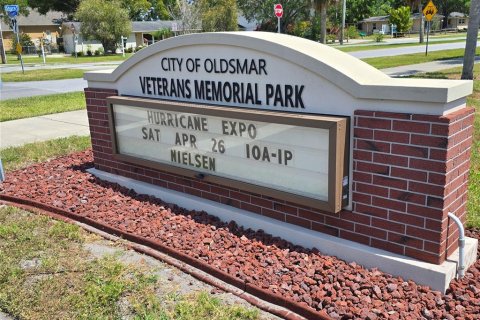 CITY OF OLDSMAR
VETERANS MEMORIAL PARK
HURRICANE EXPO
SAT APR 26 10A-1P
NIELSEN